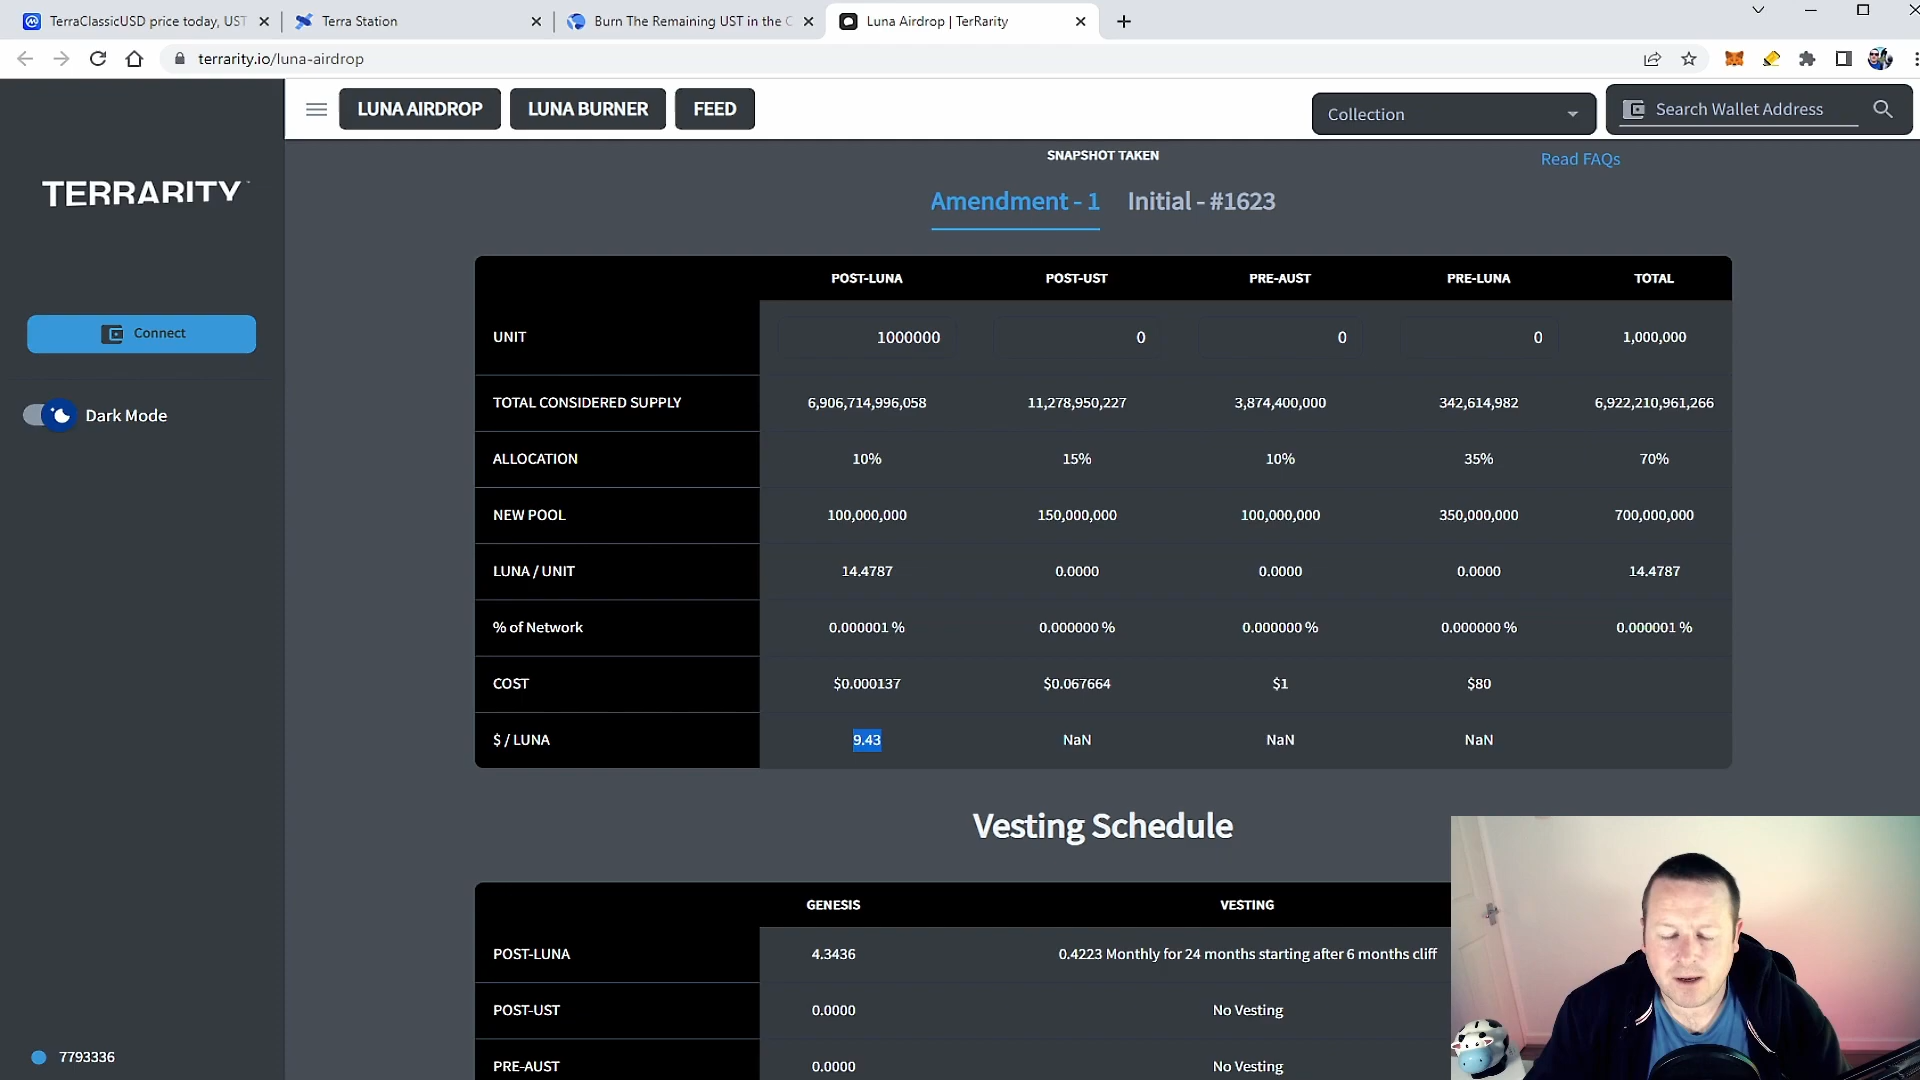 TerraClassicUSD price today, UST
Terra Station
Burn The Remaining UST in the C
Luna Airdrop | TerRarity
terrarity.io/luna-airdrop
LUNA AIRDROP
LUNA BURNER
FEED
Collection
Search Wallet Address
TERRARITY
Connect
Dark Mode
7793336
SNAPSHOT TAKEN
Read FAQs
Amendment - 1
Initial - #1623
POST-LUNA POST-UST PRE-AUST PRE-LUNA TOTAL
UNIT 1000000 0 0 0 1,000,000
TOTAL CONSIDERED SUPPLY 6,906,714,996,058 11,278,950,227 3,874,400,000 342,614,982 6,922,210,961,266
ALLOCATION 10% 15% 10% 35% 70%
NEW POOL 100,000,000 150,000,000 100,000,000 350,000,000 700,000,000
LUNA / UNIT 14.4787 0.0000 0.0000 0.0000 14.4787
% of Network 0.000001 % 0.000000 % 0.000000 % 0.000000 % 0.000001 %
COST $0.000137 $0.067664 $1 $80
$ / LUNA 9.43 NaN NaN NaN
Vesting Schedule
GENESIS VESTING
POST-LUNA 4.3436 0.4223 Monthly for 24 months starting after 6 months cliff
POST-UST 0.0000 No Vesting
PRE-AUST 0.0000 No Vesting